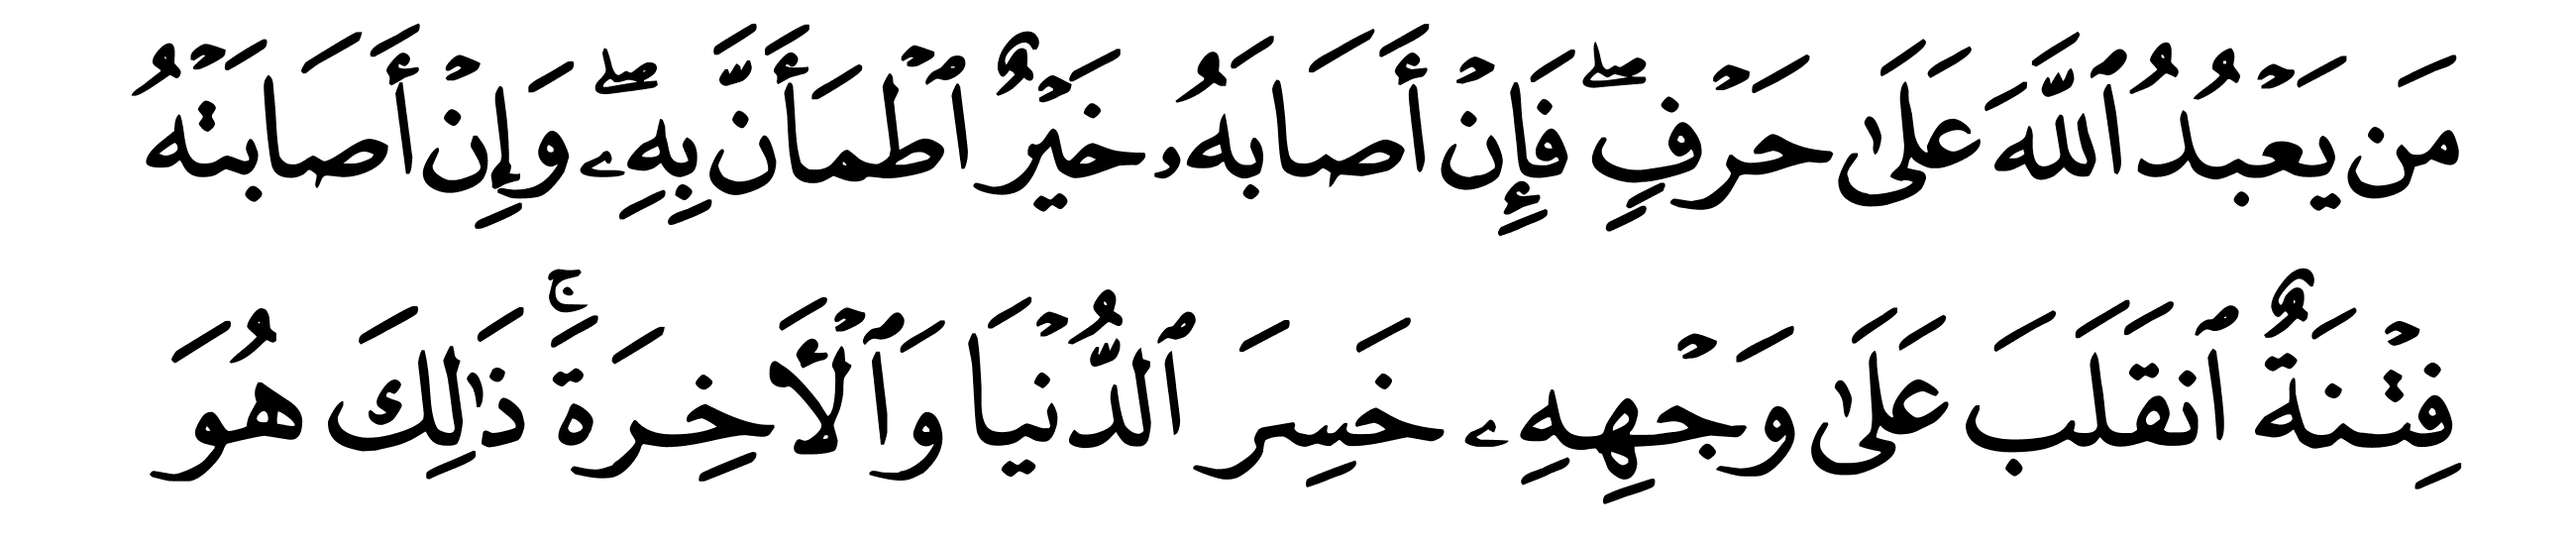 مَن يَعۡبُدُ ٱللَّهَ عَلَىٰ حَرۡفٖۖ فَإِنۡ أَصَابَهُۥ خَيۡرٌ ٱطۡمَأَنَّ بِهِۦۖ وَإِنۡ أَصَابَتۡهُ
فِتۡنَةٌ ٱنقَلَبَ عَلَىٰ وَجۡهِهِۦ خَسِرَ ٱلدُّنۡيَا وَٱلۡأَخِرَةَۚ ذَٰلِكَ هُوَ